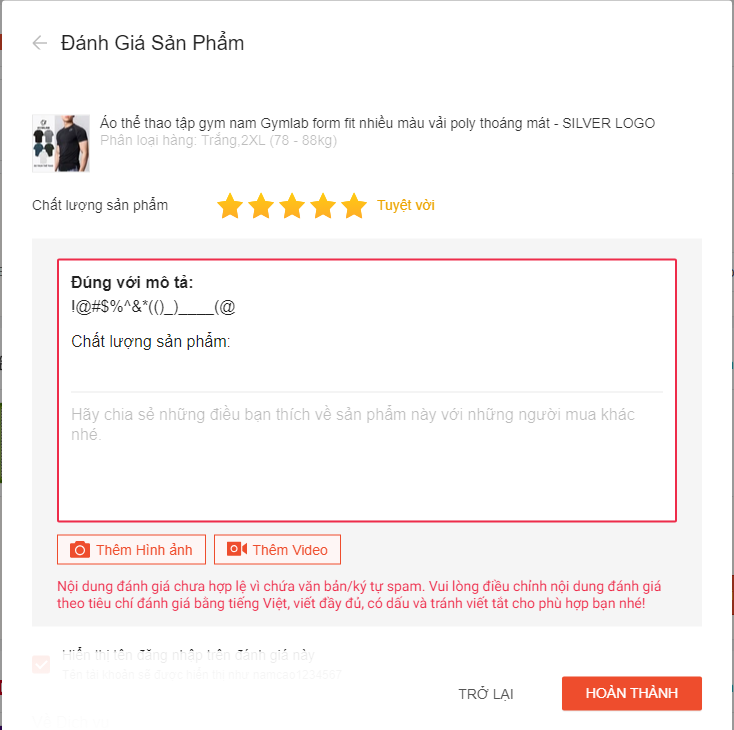 Đánh Giá Sản Phẩm
Áo thể thao tập gym nam Gymlab form fit nhiều màu vải poly thoáng mát - SILVER LOGO
Phân loại hàng: Trắng,2XL (78 - 88kg)
Chất lượng sản phẩm
Tuyệt vời
Đúng với mô tả:
!@#$%^&*(()_)____(@
Chất lượng sản phẩm:
Hãy chia sẻ những điều bạn thích về sản phẩm này với những người mua khác
nhé.
Thêm Hình ảnh
Thêm Video
Nội dung đánh giá chưa hợp lệ vì chứa văn bản/ký tự spam. Vui lòng điều chỉnh nội dung đánh giá
theo tiêu chí đánh giá bằng tiếng Việt, viết đầy đủ, có dấu và tránh viết tắt cho phù hợp bạn nhé!
Hiển thị tên đăng nhập trên đánh giá này
Tên tài khoản sẽ được hiển thị như namcao1234567
TRỞ LẠI
HOÀN THÀNH